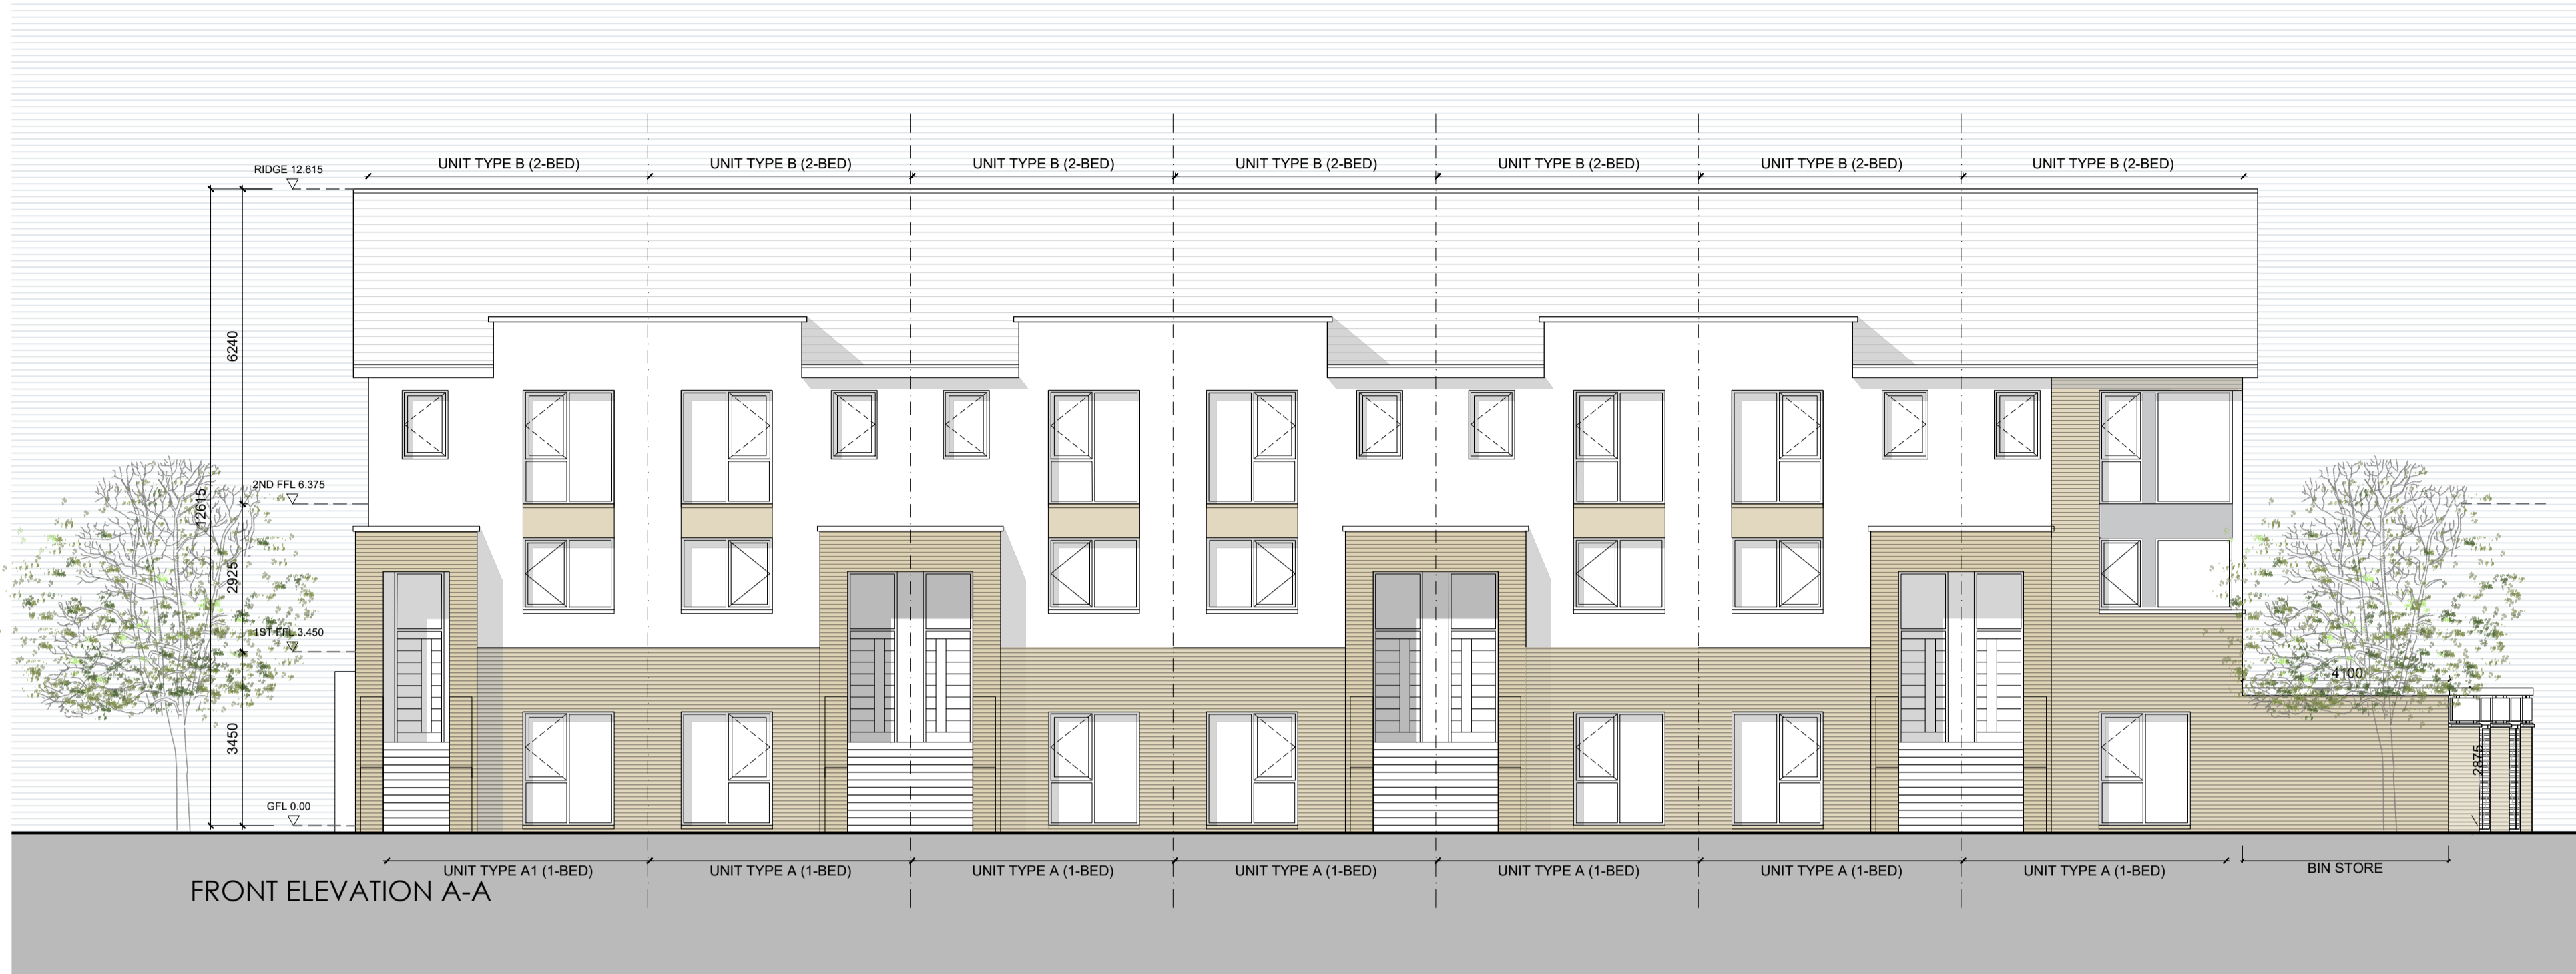 UNIT TYPE B (2-BED)
UNIT TYPE B (2-BED)
UNIT TYPE B (2-BED)
UNIT TYPE B (2-BED)
UNIT TYPE B (2-BED)
UNIT TYPE B (2-BED)
UNIT TYPE B (2-BED)
RIDGE 12.615
6240
2ND FFL 6.375
12615
2925
1ST FFL 3.450
4100
3450
2875
GFL 0.00
UNIT TYPE A1 (1-BED)
UNIT TYPE A (1-BED)
UNIT TYPE A (1-BED)
UNIT TYPE A (1-BED)
UNIT TYPE A (1-BED)
UNIT TYPE A (1-BED)
UNIT TYPE A (1-BED)
BIN STORE
FRONT ELEVATION A-A